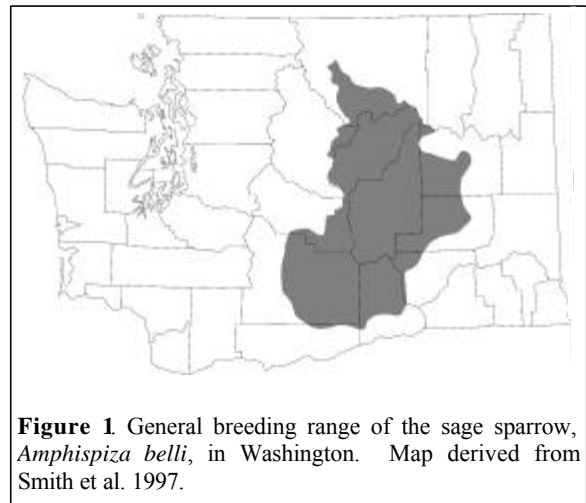 Figure 1. General breeding range of the sage sparrow,
Amphispiza belli, in Washington. Map derived from
Smith et al. 1997.